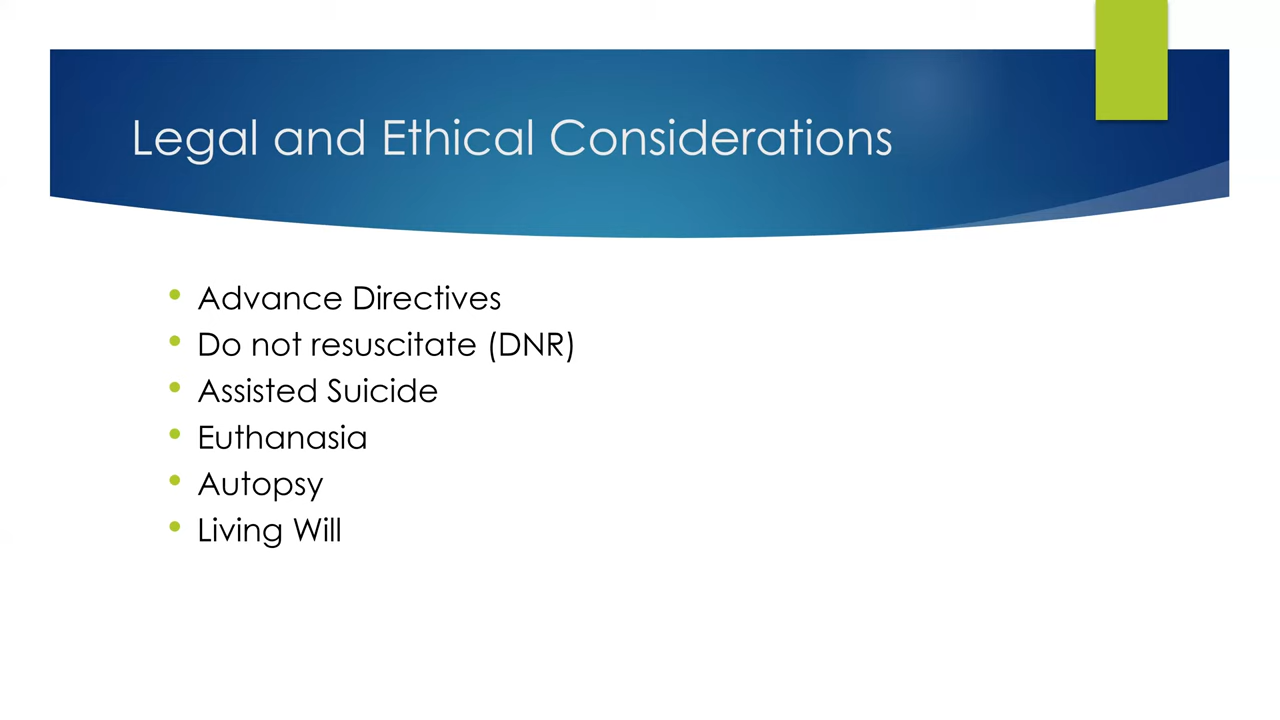 Legal and Ethical Considerations
• Advance Directives
• Do not resuscitate (DNR)
• Assisted Suicide
• Euthanasia
• Autopsy
• Living Will